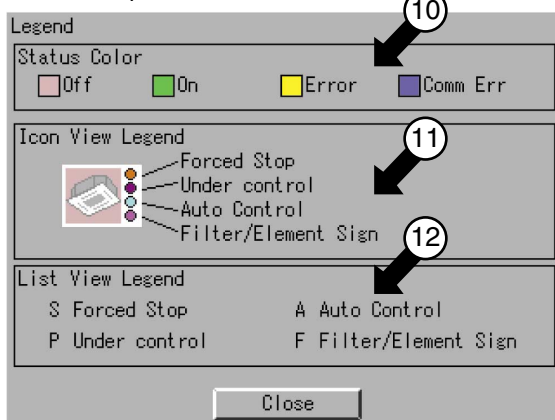 10
Legend
Status Color
Off On Error Comm Err
Icon View Legend
11
Forced Stop
Under control
Auto Control
Filter/Element Sign
12
List View Legend
S Forced Stop A Auto Control
P Under control F Filter/Element Sign
Close